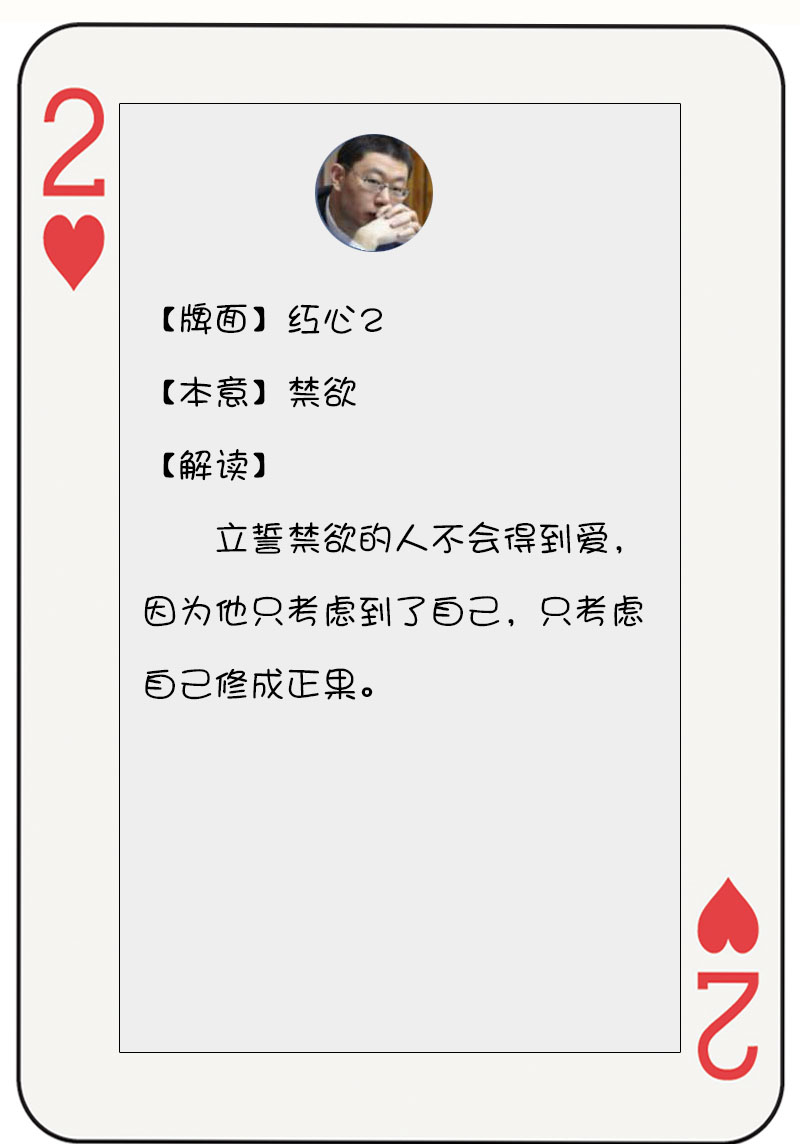 2
【牌面】红心2
【本意】禁欲
【解读】
立誓禁欲的人不会得到爱，
因为他只考虑到了自己，只考虑
自己修成正果。
2